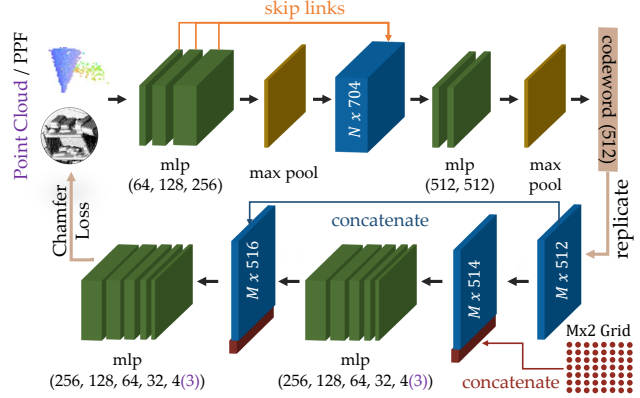 skip links
Point Cloud / PPF
N x 704
codeword (512)
mlp
(64, 128, 256)
max pool
mlp
(512, 512)
max
pool
Chamfer
Loss
concatenate
replicate
M x 516
M x 514
M x 512
Mx2 Grid
mlp
(256, 128, 64, 32, 4(3))
mlp
(256, 128, 64, 32, 4(3))
concatenate